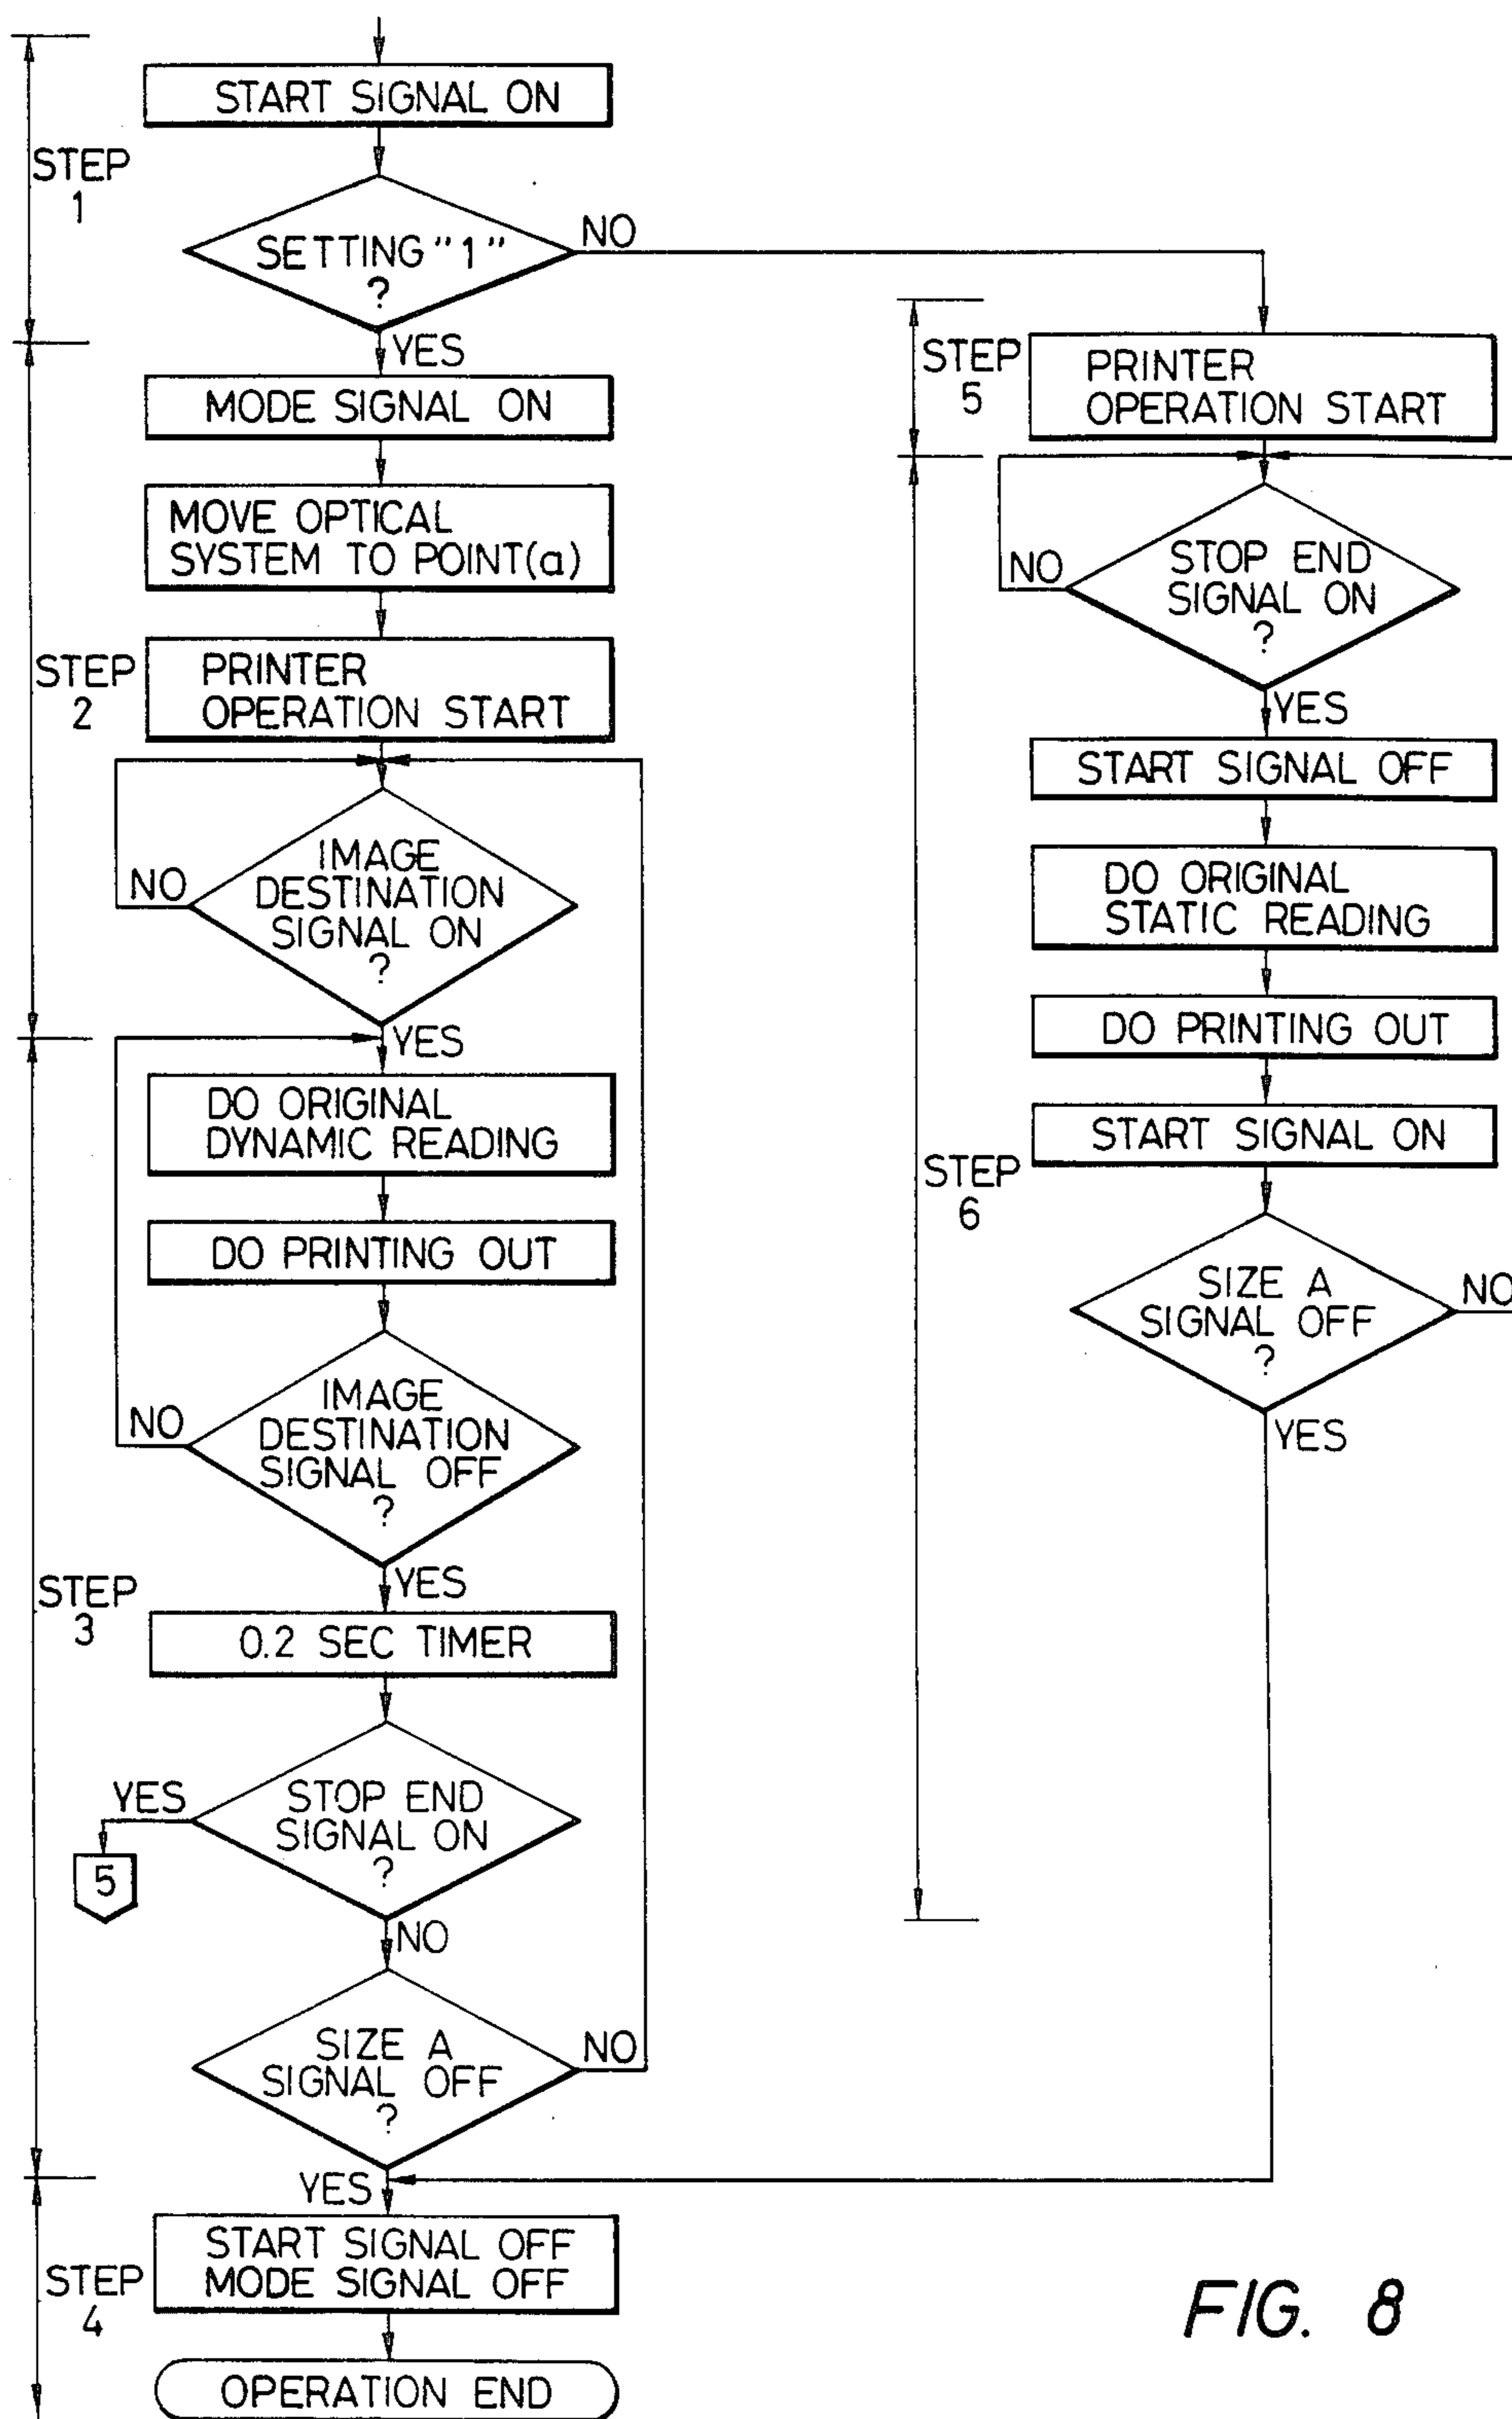 START SIGNAL ON
STEP
1
SETTING "1"
?
NO
YES
MODE SIGNAL ON
MOVE OPTICAL
SYSTEM TO POINT(a)
STEP
2
PRINTER
OPERATION START
IMAGE
DESTINATION
SIGNAL ON
?
NO
YES
DO ORIGINAL
DYNAMIC READING
DO PRINTING OUT
IMAGE
DESTINATION
SIGNAL OFF
?
NO
YES
STEP
3
0.2 SEC TIMER
STOP END
SIGNAL ON
?
YES
5
NO
SIZE A
SIGNAL OFF
?
NO
YES
STEP
4
START SIGNAL OFF
MODE SIGNAL OFF
OPERATION END
STEP
5
PRINTER
OPERATION START
STOP END
SIGNAL ON
?
NO
YES
START SIGNAL OFF
DO ORIGINAL
STATIC READING
DO PRINTING OUT
START SIGNAL ON
STEP
6
SIZE A
SIGNAL OFF
?
NO
YES
FIG. 8